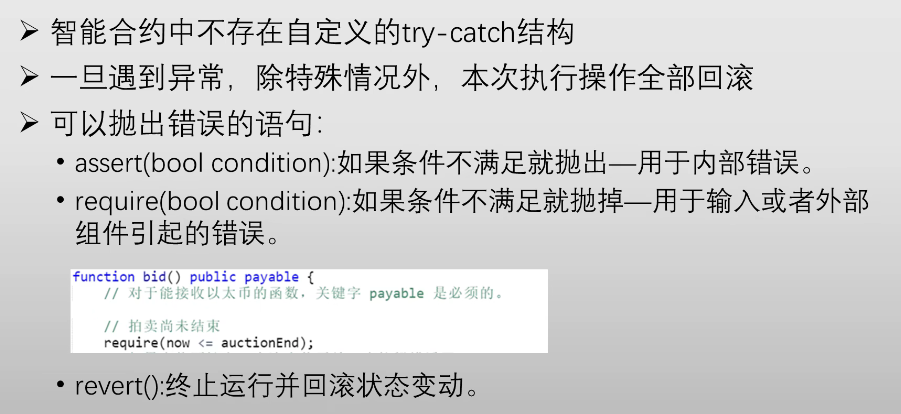 ➢ 智能合约中不存在自定义的try-catch结构
➢ 一旦遇到异常，除特殊情况外，本次执行操作全部回滚
➢ 可以抛出错误的语句：
• assert(bool condition):如果条件不满足就抛出—用于内部错误。
• require(bool condition):如果条件不满足就抛掉—用于输入或者外部
组件引起的错误。
function bid() public payable {
// 对于能接收以太币的函数，关键字 payable 是必须的。
// 拍卖尚未结束
require(now <= auctionEnd);
• revert():终止运行并回滚状态变动。